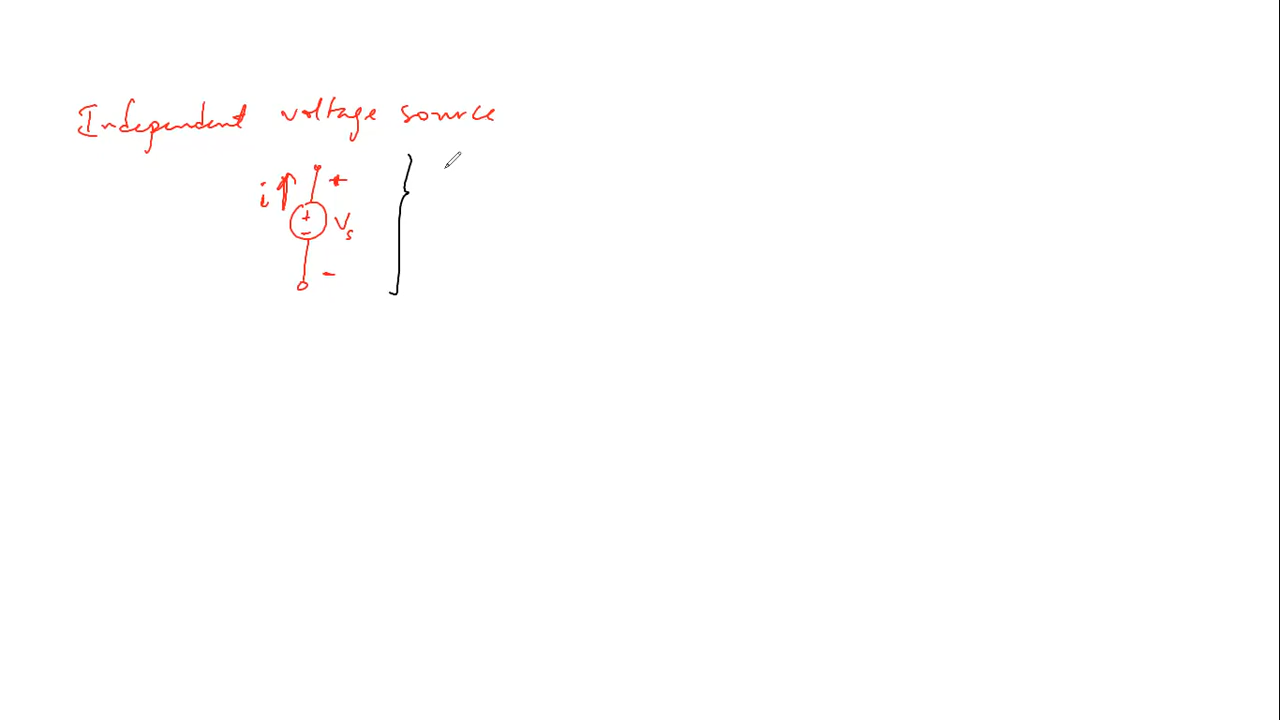 Independent voltage source
i ↑ +
+
− Vs
−